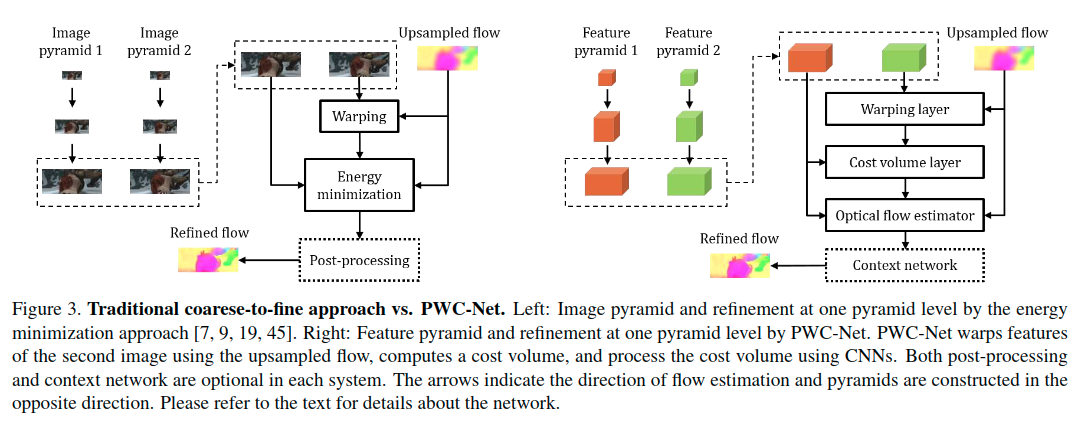 Image
pyramid 1
Image
pyramid 2
Upsampled flow
Warping
Energy
minimization
Refined flow
Post-processing
Feature
pyramid 1
Feature
pyramid 2
Upsampled flow
Warping layer
Cost volume layer
Optical flow estimator
Refined flow
Context network
Figure 3. Traditional coarese-to-fine approach vs. PWC-Net. Left: Image pyramid and refinement at one pyramid level by the energy
minimization approach [7, 9, 19, 45]. Right: Feature pyramid and refinement at one pyramid level by PWC-Net. PWC-Net warps features
of the second image using the upsampled flow, computes a cost volume, and process the cost volume using CNNs. Both post-processing
and context network are optional in each system. The arrows indicate the direction of flow estimation and pyramids are constructed in the
opposite direction. Please refer to the text for details about the network.